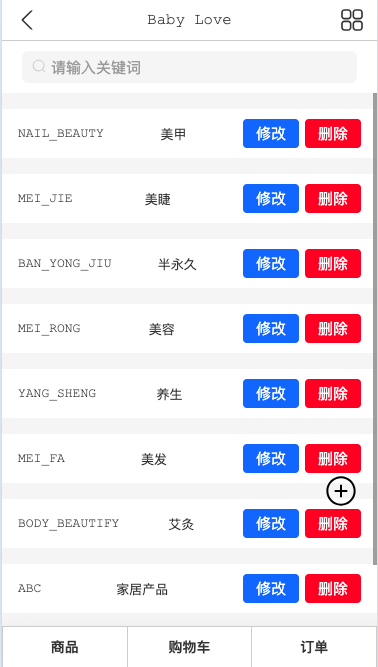 Baby Love
请输入关键词
NAIL_BEAUTY 美甲 修改 删除
MEI_JIE 美睫 修改 删除
BAN_YONG_JIU 半永久 修改 删除
MEI_RONG 美容 修改 删除
YANG_SHENG 养生 修改 删除
MEI_FA 美发 修改 删除
BODY_BEAUTIFY 艾灸 修改 删除
ABC 家居产品 修改 删除
商品 购物车 订单